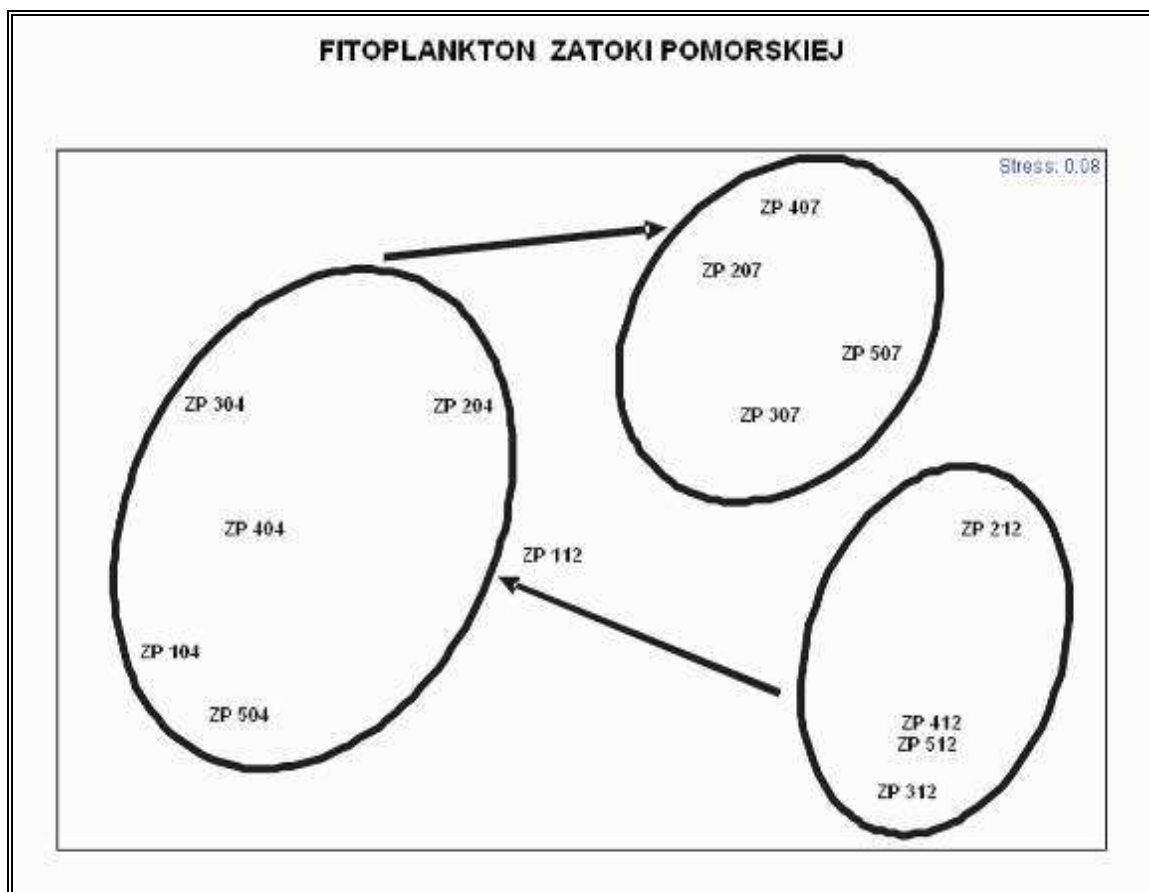 FITOPLANKTON ZATOKI POMORSKIEJ
Stress: 0.08
ZP 407
ZP 207
ZP 507
ZP 304
ZP 204
ZP 307
ZP 404
ZP 212
ZP 112
ZP 104
ZP 504
ZP 412
ZP 512
ZP 312